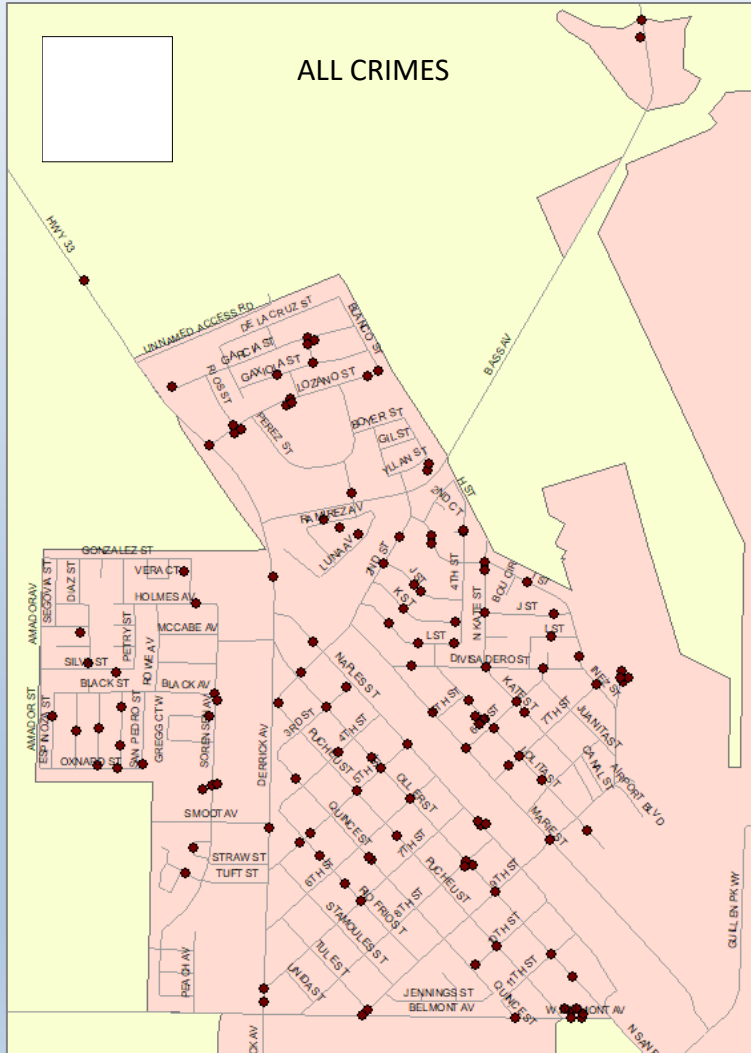 ALL CRIMES
HWY 33
BASS AV
UNNAMED ACCESS RD
DE LA CRUZ ST
BLANCO ST
GARCIA ST
GAXIOLA ST
RIOS ST
LOZANO ST
PEREZ ST
BOYER ST
GIL ST
YLLAN ST
H ST
2ND CT
RAMIREZ AV
LUNA AV
2ND ST
GONZALEZ ST
VERA CT
HOLMES AV
MCCABE AV
AMADOR AV
SEGOVIA ST
DIAZ ST
PETRY ST
ROWE AV
J ST
K ST
4TH ST
N KATE ST
BOU CIR
I ST
J ST
L ST
L ST
DIVISADERO ST
SILVA ST
BLACK ST
BLACK AV
AMADOR ST
ESPINOZA ST
SAN PEDRO ST
GREGG CT W
SORENSEN AV
OXNARD ST
DERRICK AV
NAPLES ST
3RD ST
4TH ST
PUCHEU ST
5TH ST
OLLER ST
KATE ST
7TH ST
INEZ ST
JUANITA ST
LOLITA ST
CANAL ST
AIRPORT BLVD
MARIE ST
SMOOT AV
STRAW ST
TUFT ST
QUINCE ST
6TH ST
7TH ST
RIO FRIO ST
8TH ST
PUCHEU ST
9TH ST
STAMOULES ST
TULE ST
UNIDA ST
10TH ST
11TH ST
QUINCE ST
GUILLEN PKWY
PEACH AV
JENNINGS ST
BELMONT AV